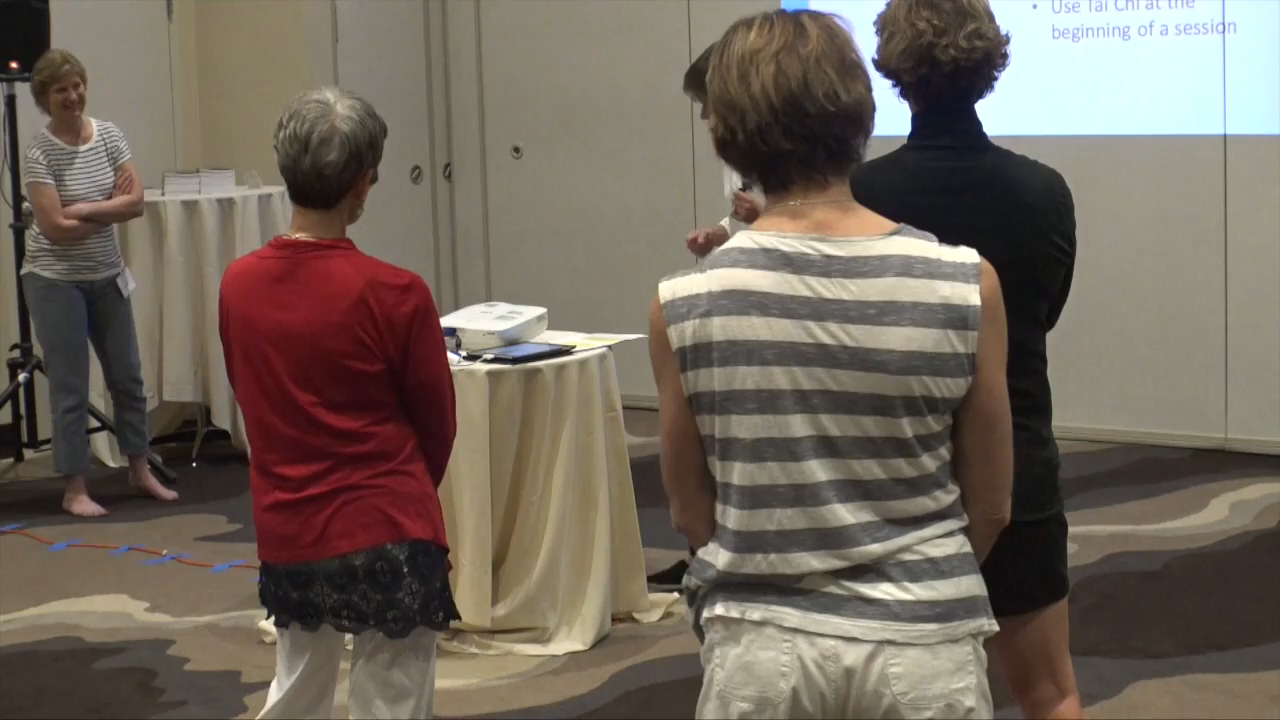 • Use Tai Chi at the
beginning of a session